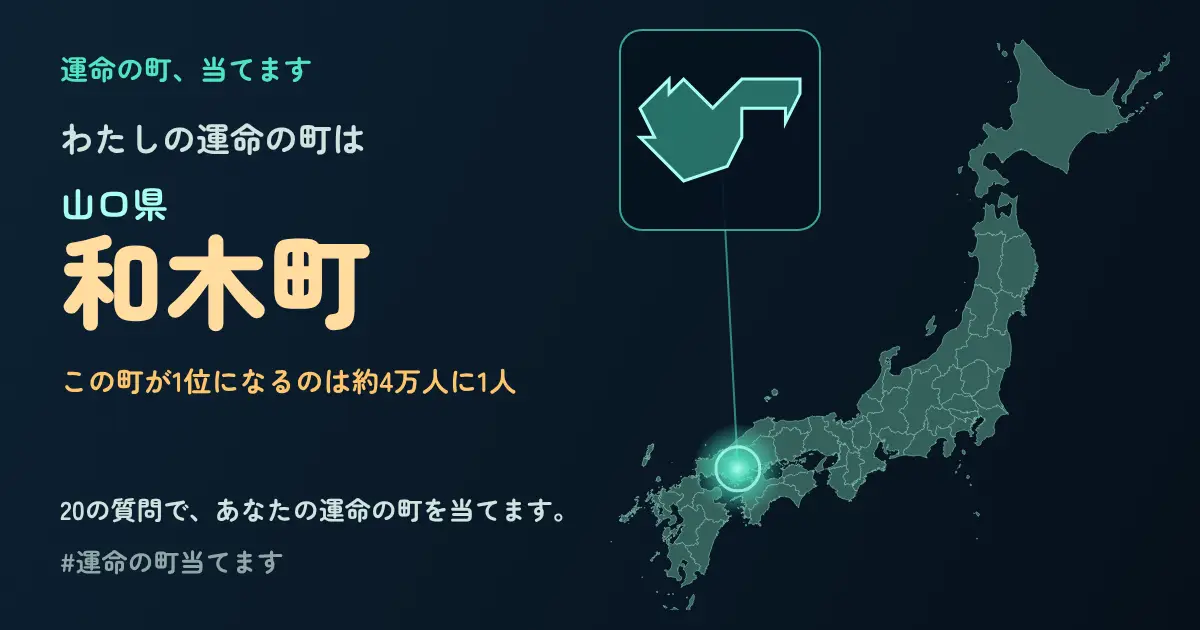 運命の町、当てます
わたしの運命の町は
山口県
和木町
この町が1位になるのは約4万人に1人
20の質問で、あなたの運命の町を当てます。
#運命の町当てます